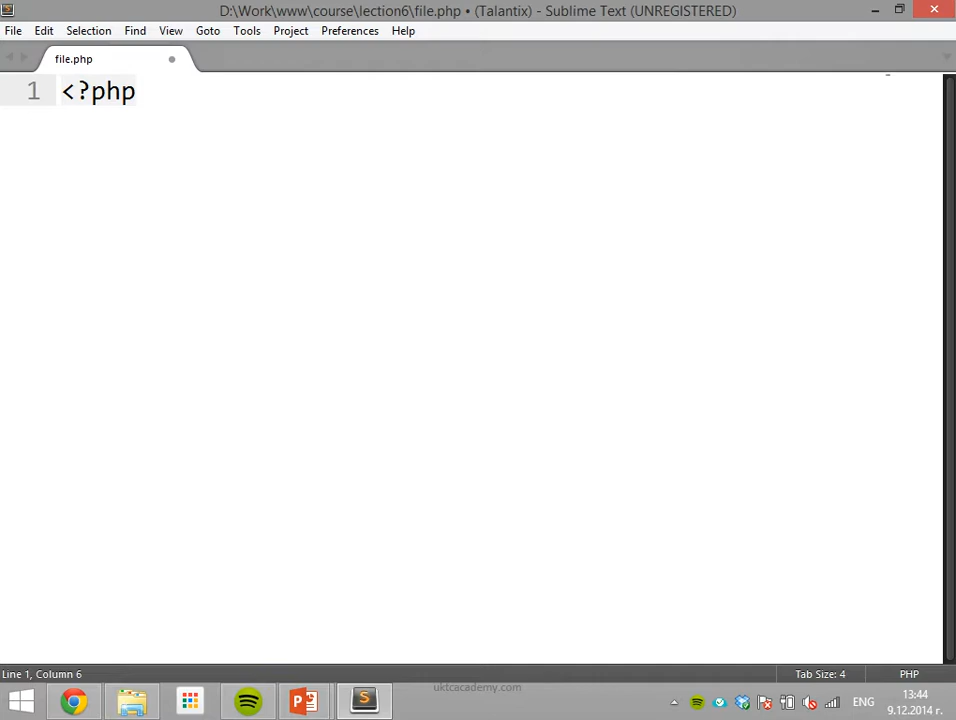 D:\Work\www\course\lection6\file.php • (Talantix) - Sublime Text (UNREGISTERED)
File Edit Selection Find View Goto Tools Project Preferences Help
file.php
1 <?php
Line 1, Column 6 Tab Size: 4 PHP
uktcacademy.com
ENG 13:44
9.12.2014 г.